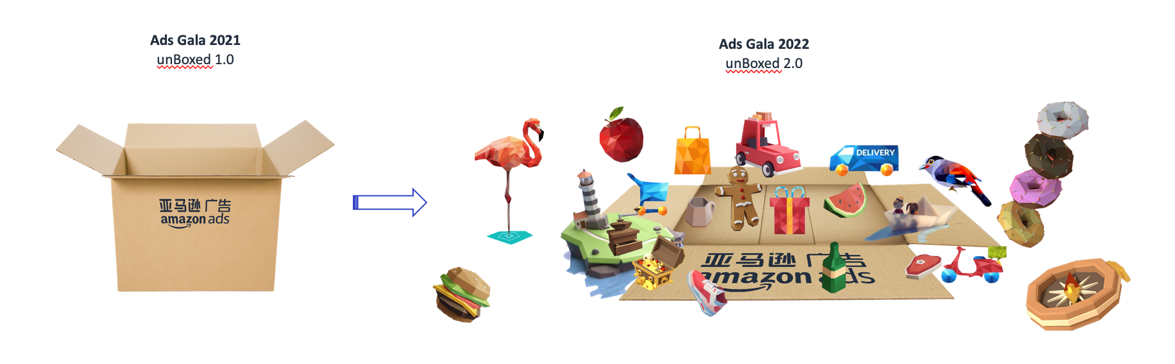 Ads Gala 2021
unBoxed 1.0
亚马逊 广告
amazon ads
Ads Gala 2022
unBoxed 2.0
DELIVERY
亚马逊 广告
amazon ads